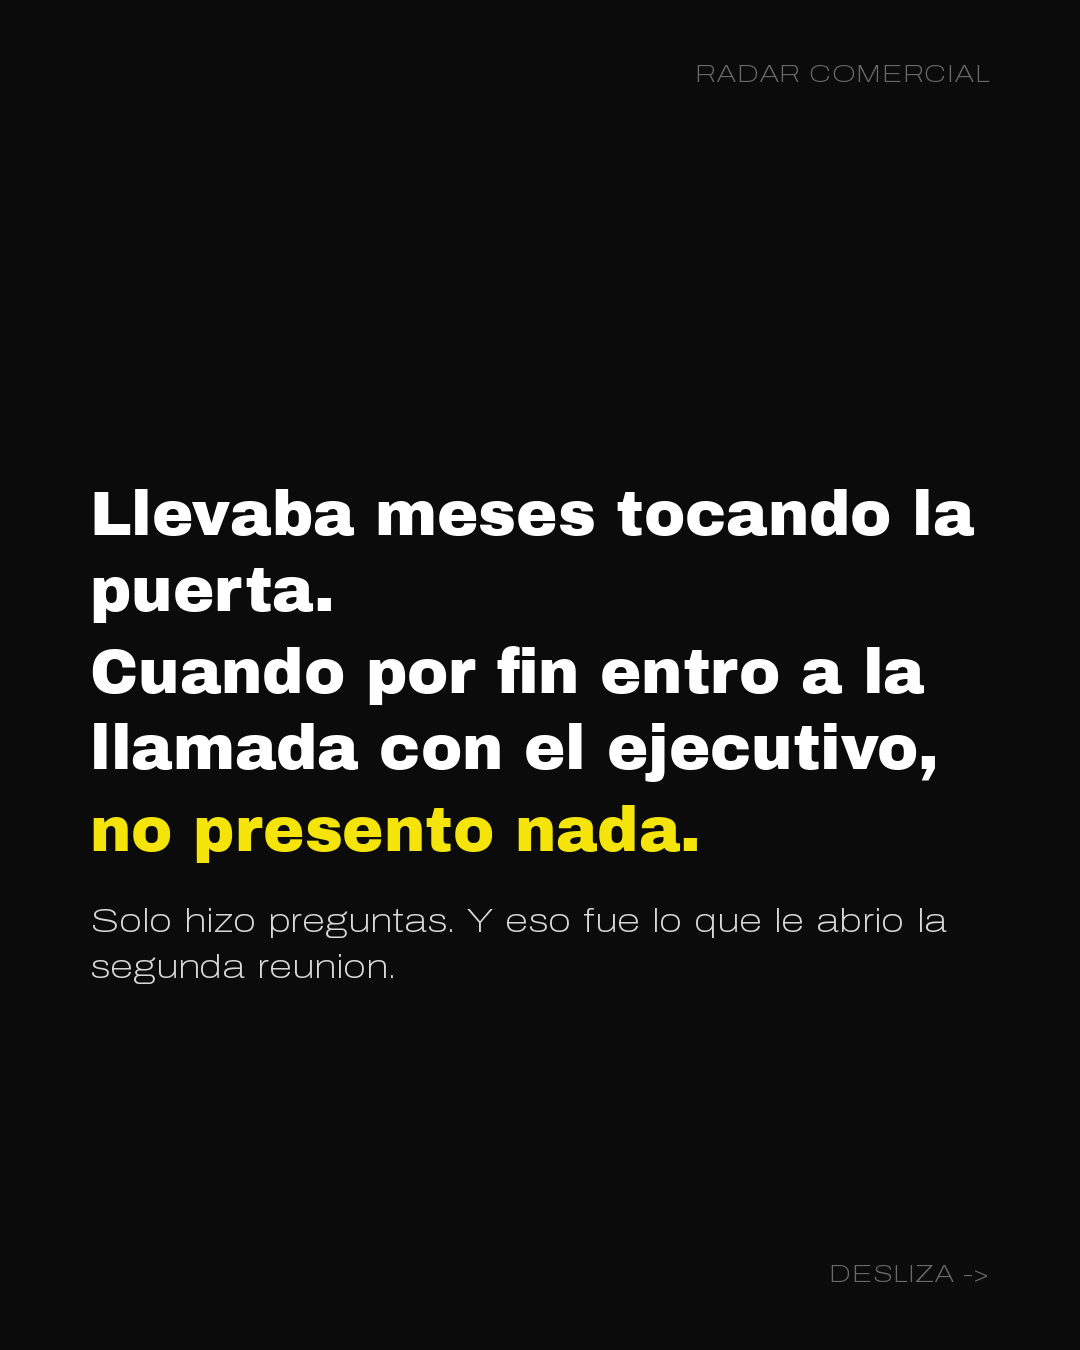 RADAR COMERCIAL
Llevaba meses tocando la
puerta.
Cuando por fin entro a la
llamada con el ejecutivo,
no presento nada.
Solo hizo preguntas. Y eso fue lo que le abrio la
segunda reunion.
DESLIZA ->